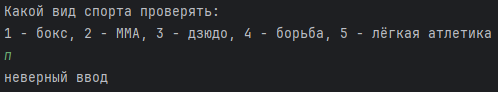 Какой вид спорта проверять:
1 - бокс, 2 - ММА, 3 - дзюдо, 4 - борьба, 5 - лёгкая атлетика
п
неверный ввод